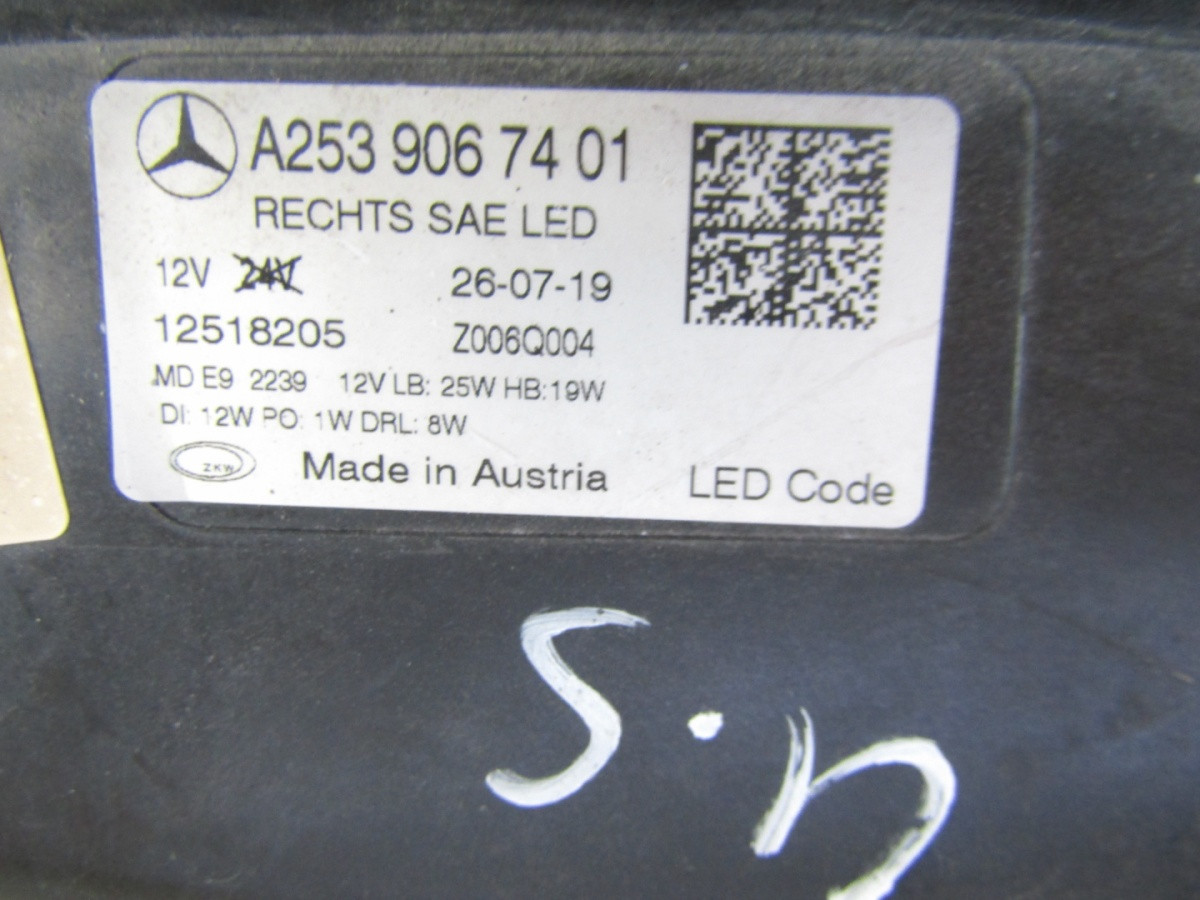 A253 906 74 01
RECHTS SAE LED
12V 24V 26-07-19
12518205 Z006Q004
MD E9 2239 12V LB: 25W HB:19W
DI: 12W PO: 1W DRL: 8W
ZKW Made in Austria LED Code